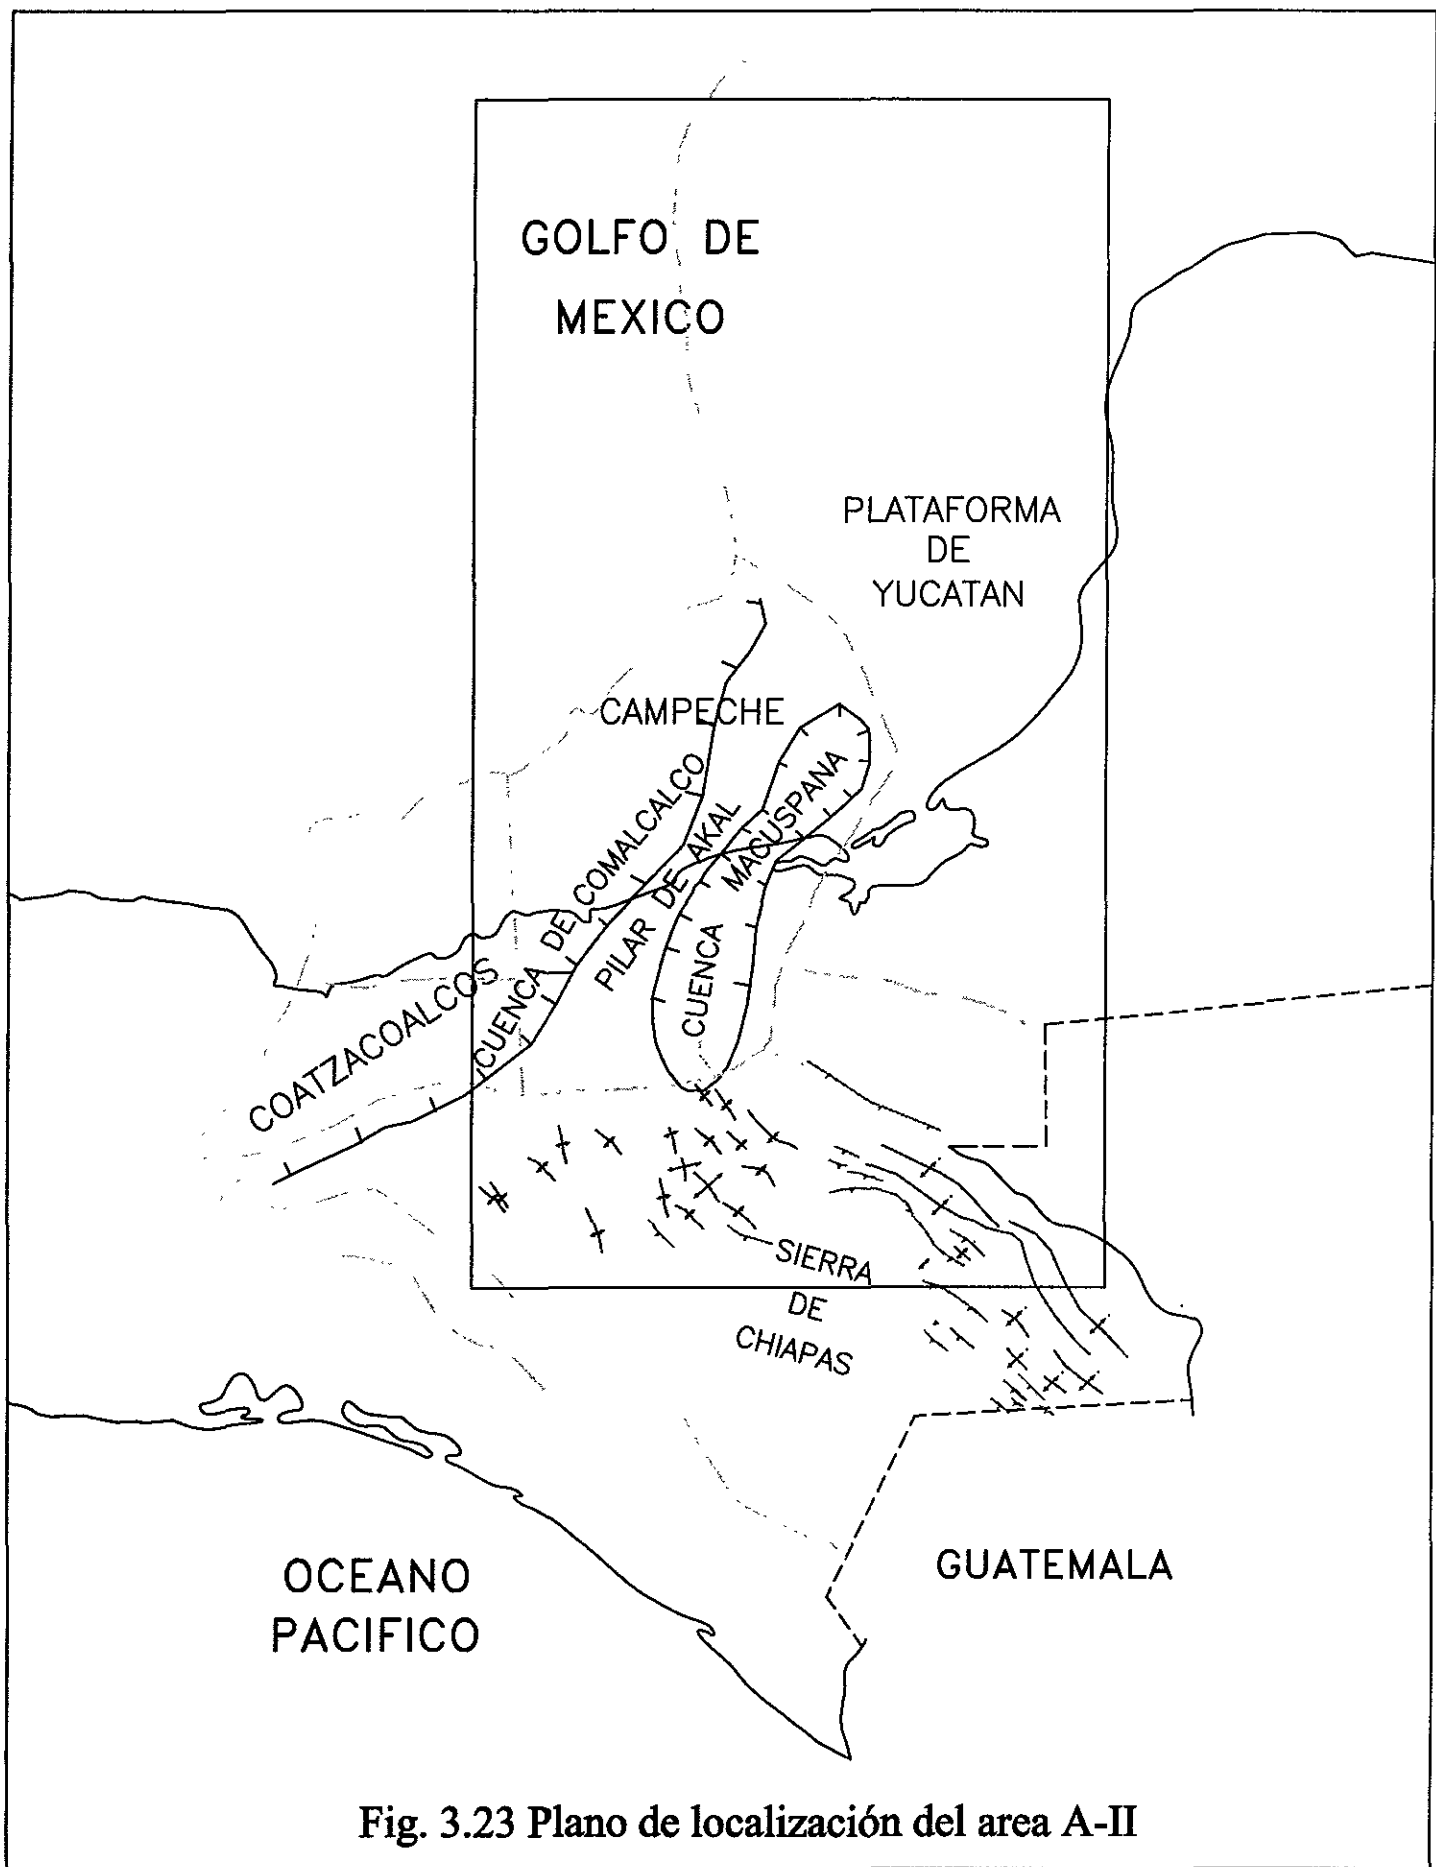 GOLFO DE
MEXICO
PLATAFORMA
DE
YUCATAN
CAMPECHE
CUENCA DE COMALCALCO
PILAR DE AKAL
CUENCA MACUSPANA
COATZACOALCOS
SIERRA
DE
CHIAPAS
OCEANO
PACIFICO
GUATEMALA
Fig. 3.23 Plano de localización del area A-II